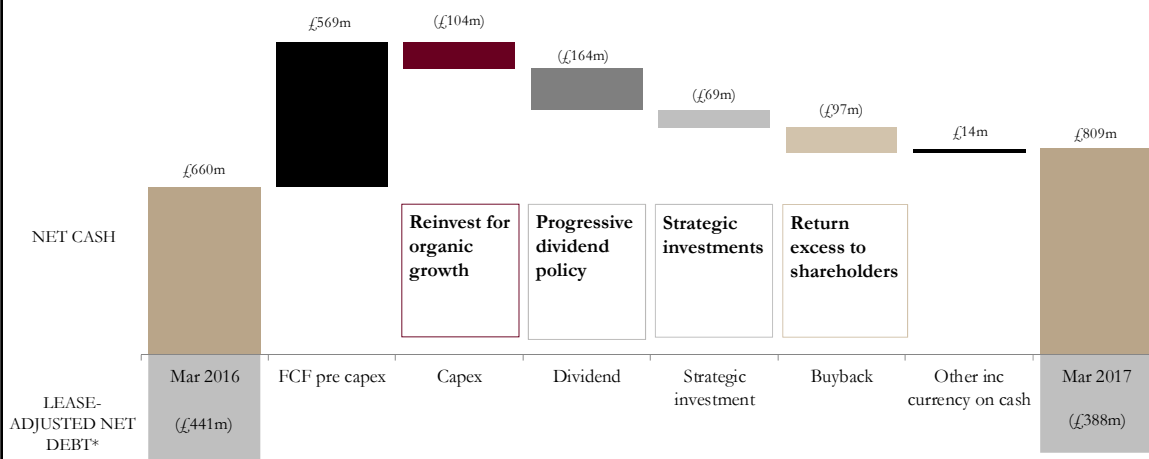 £569m
(£104m)
(£164m)
(£69m)
(£97m)
£14m
£809m
£660m
NET CASH
Reinvest for
organic
growth
Progressive
dividend
policy
Strategic
investments
Return
excess to
shareholders
Mar 2016
FCF pre capex
Capex
Dividend
Strategic
investment
Buyback
Other inc
currency on cash
Mar 2017
LEASE-
ADJUSTED NET
DEBT*
(£441m)
(£388m)